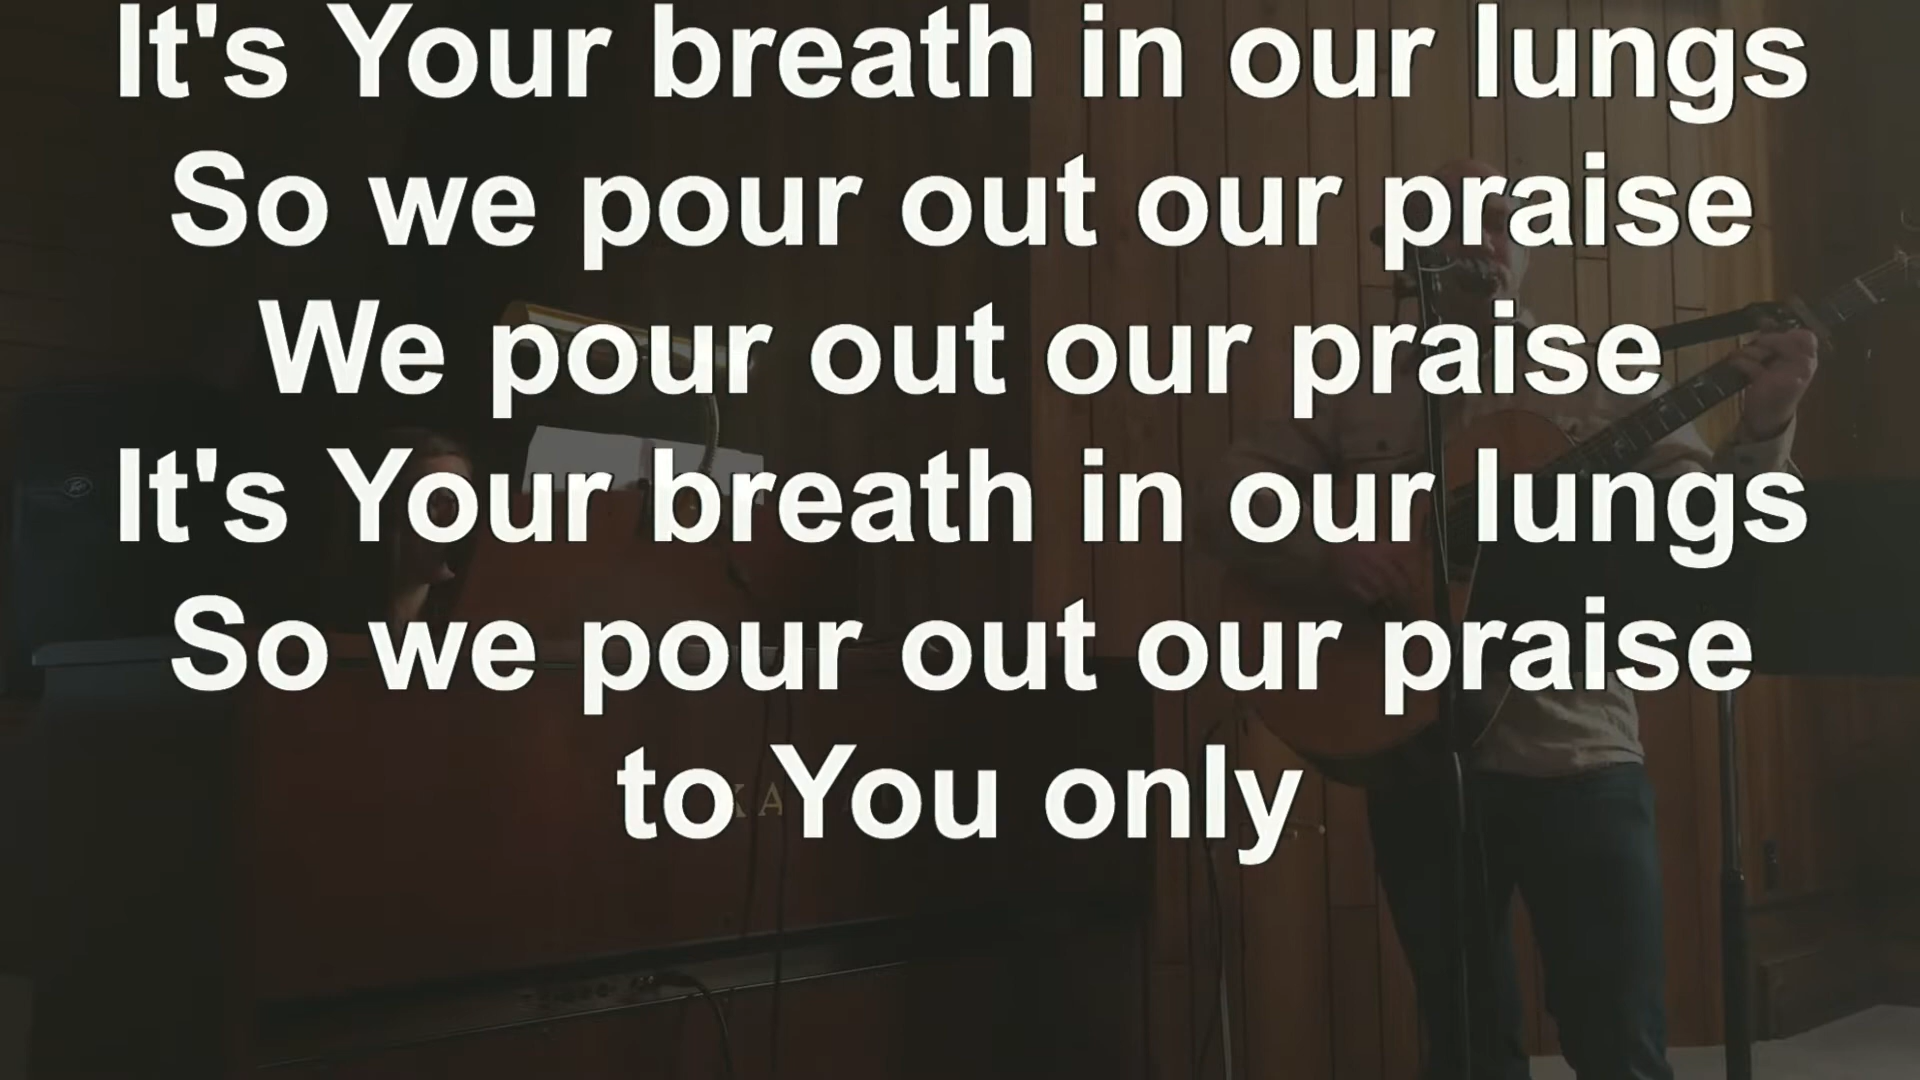 It's Your breath in our lungs
So we pour out our praise
We pour out our praise
It's Your breath in our lungs
So we pour out our praise
to You only